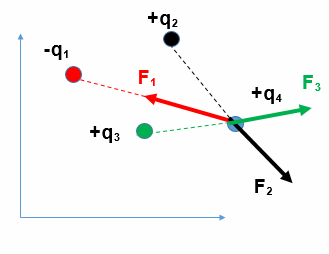 +q₂
-q₁
F₁
F₃
+q₄
+q₃
F₂